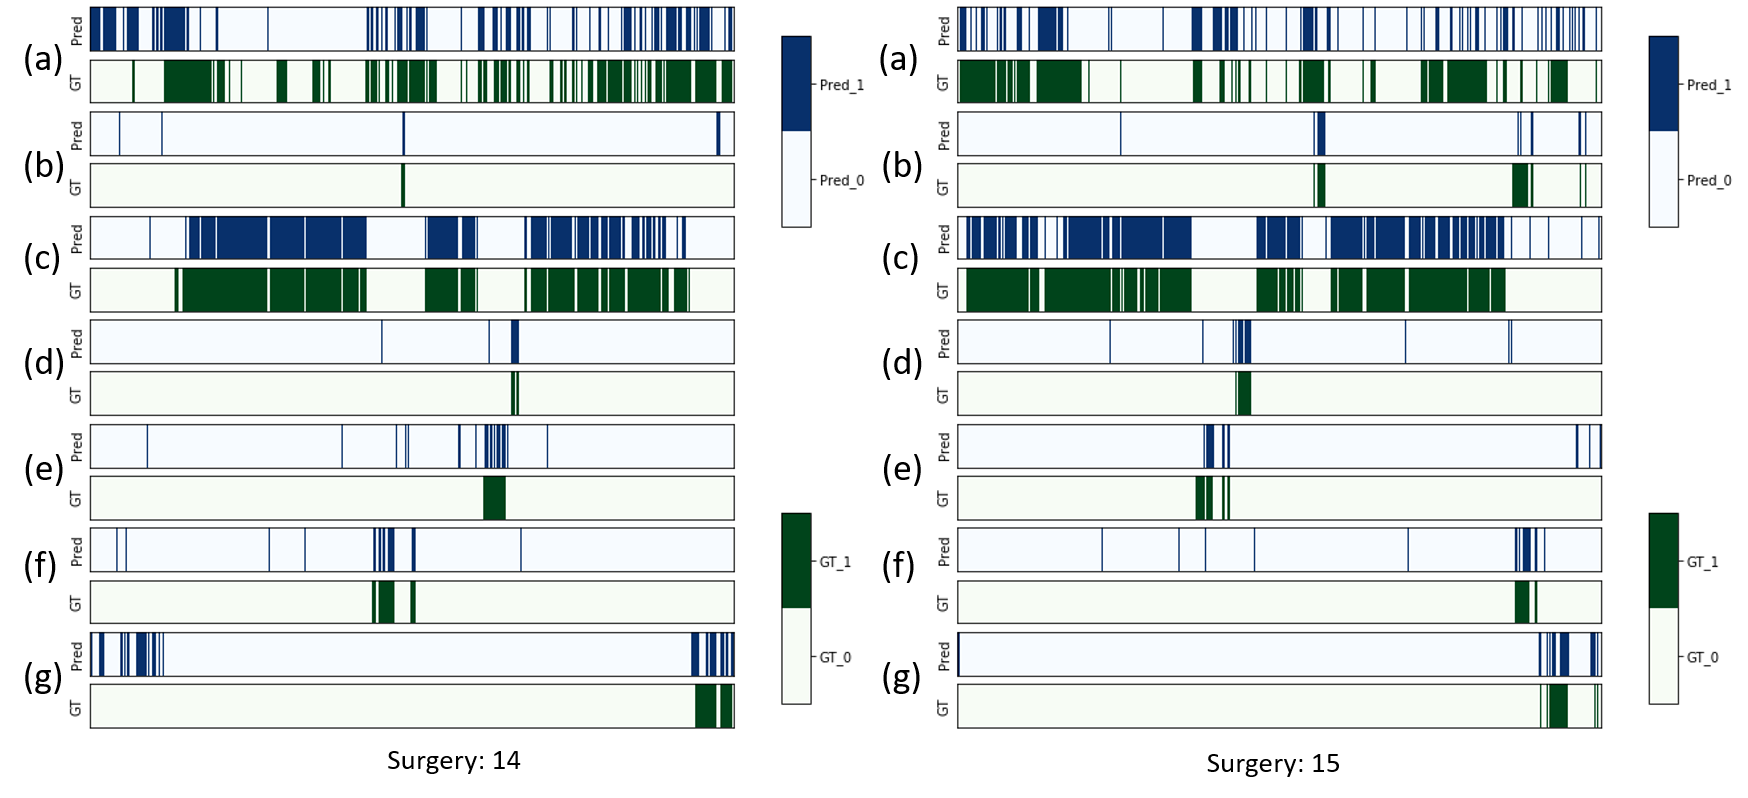 (a) Pred
GT
(b) Pred
GT
(c) Pred
GT
(d) Pred
GT
(e) Pred
GT
(f) Pred
GT
(g) Pred
GT
Pred_1
Pred_0
GT_1
GT_0
Surgery: 14
(a) Pred
GT
(b) Pred
GT
(c) Pred
GT
(d) Pred
GT
(e) Pred
GT
(f) Pred
GT
(g) Pred
GT
Pred_1
Pred_0
GT_1
GT_0
Surgery: 15